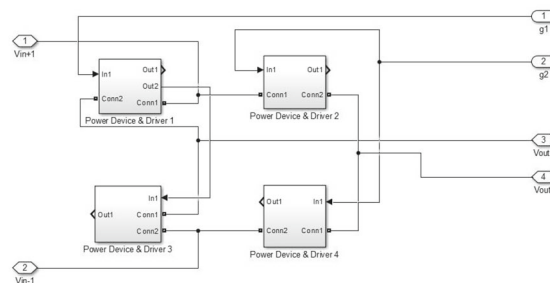 1
g1
1
Vin+1
In1
Out1
Out2
Conn2
Conn1
Power Device & Driver 1
In1
Out1
Conn1
Conn2
Power Device & Driver 2
2
g2
3
Vout
4
Vout
In1
Out1
Conn1
Conn2
Power Device & Driver 3
Out1
In1
Conn2
Conn1
Power Device & Driver 4
2
Vin-1